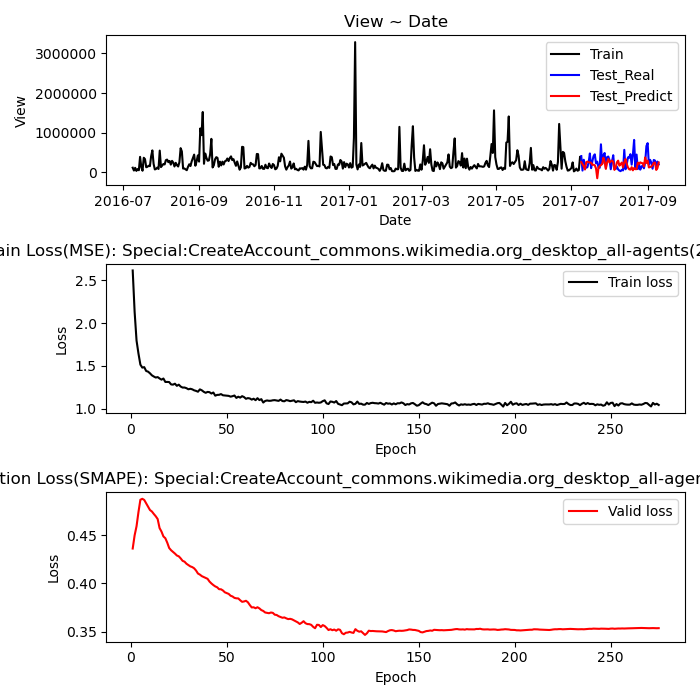 View ~ Date
3000000
2000000
1000000
0
View
Train
Test_Real
Test_Predict
2016-07 2016-09 2016-11 2017-01 2017-03 2017-05 2017-07 2017-09
Date
ain Loss(MSE): Special:CreateAccount_commons.wikimedia.org_desktop_all-agents(2
2.5
2.0
1.5
1.0
Loss
Train loss
0 50 100 150 200 250
Epoch
tion Loss(SMAPE): Special:CreateAccount_commons.wikimedia.org_desktop_all-agen
0.45
0.40
0.35
Loss
Valid loss
0 50 100 150 200 250
Epoch